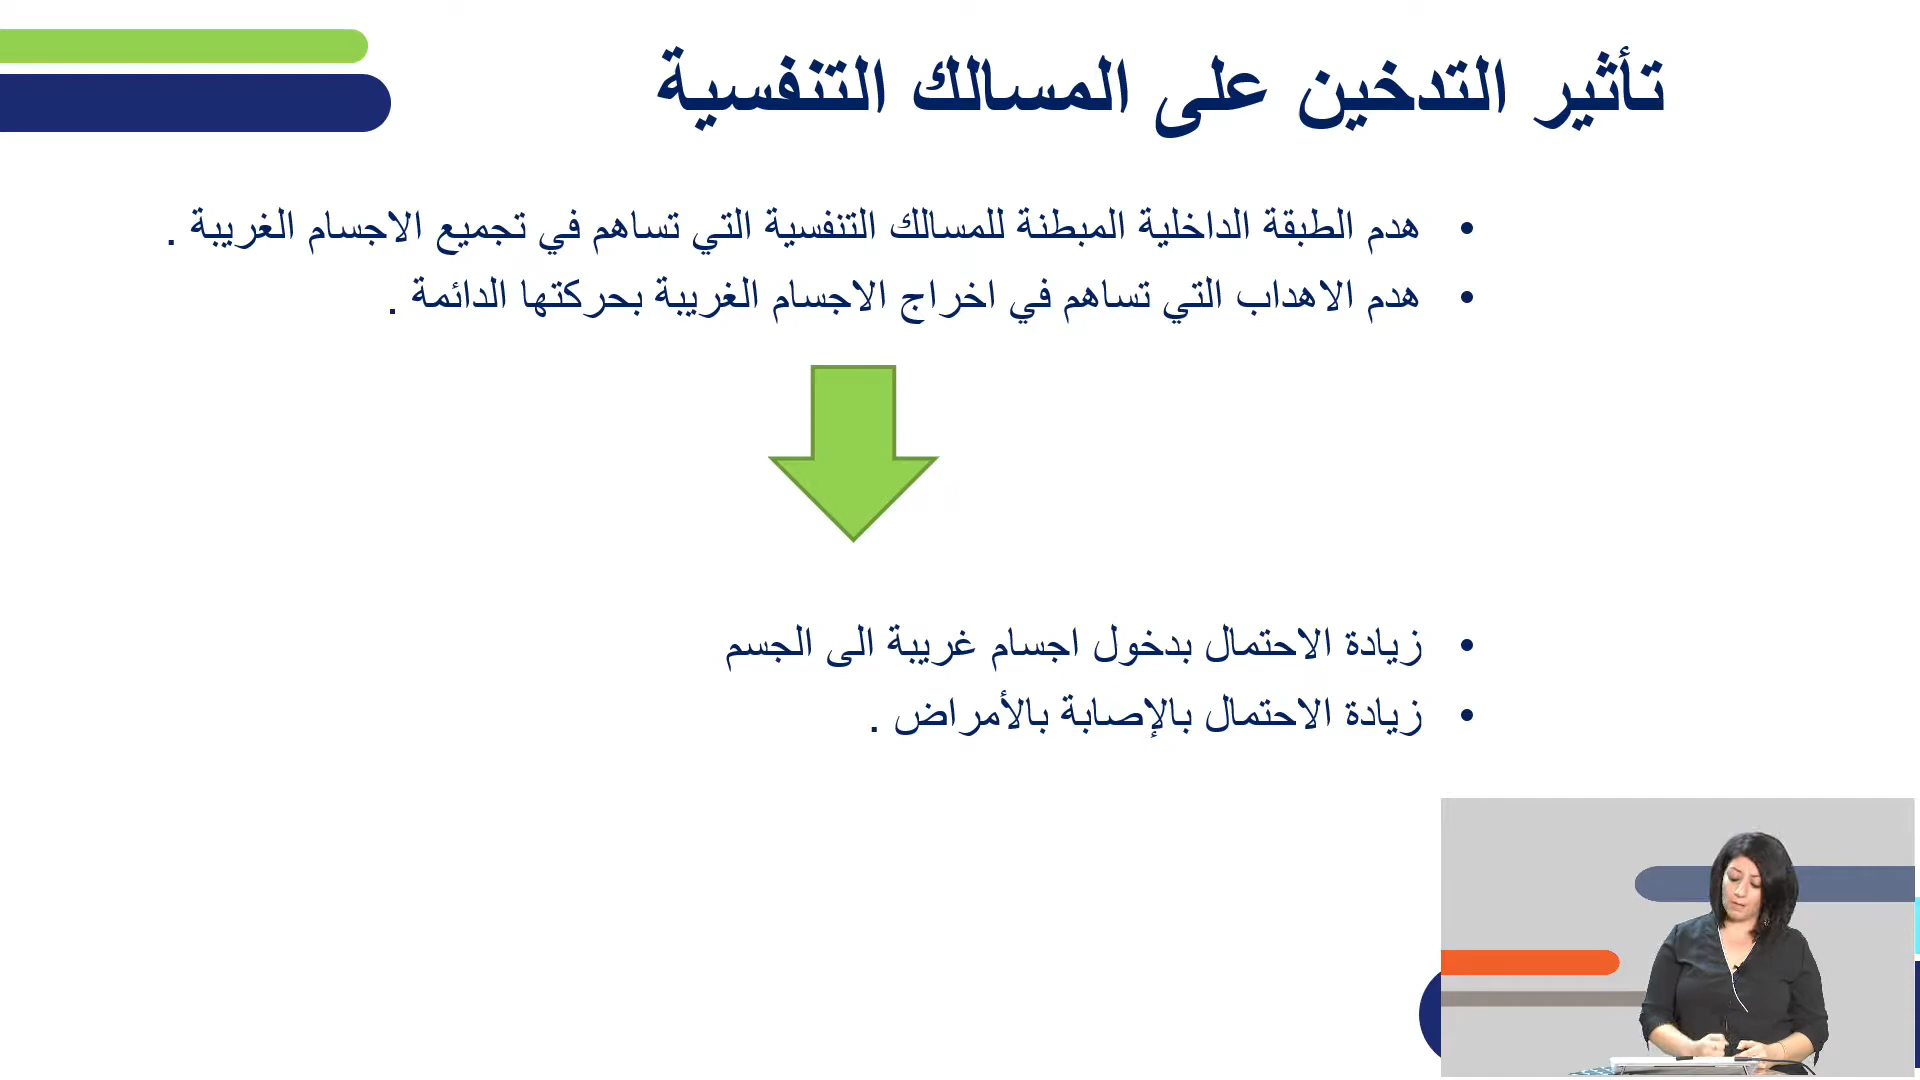 تأثير التدخين على المسالك التنفسية
• هدم الطبقة الداخلية المبطنة للمسالك التنفسية التي تساهم في تجميع الاجسام الغريبة .
• هدم الاهداب التي تساهم في اخراج الاجسام الغريبة بحركتها الدائمة .
• زيادة الاحتمال بدخول اجسام غريبة الى الجسم
• زيادة الاحتمال بالإصابة بالأمراض .